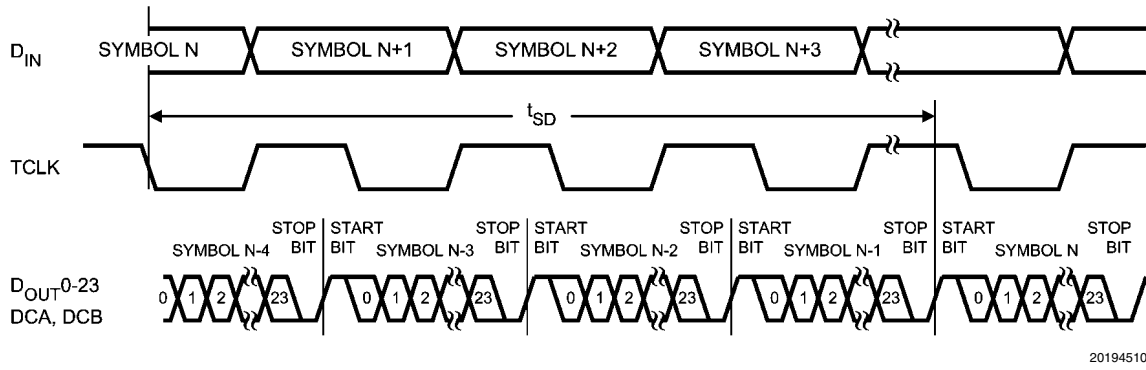 D_IN
SYMBOL N SYMBOL N+1 SYMBOL N+2 SYMBOL N+3
t_SD
TCLK
STOP BIT START BIT STOP BIT START BIT STOP BIT START BIT STOP BIT START BIT STOP BIT
SYMBOL N-4 SYMBOL N-3 SYMBOL N-2 SYMBOL N-1 SYMBOL N
D_OUT0-23
DCA, DCB
0 1 2 23 0 1 2 23 0 1 2 23 0 1 2 23 0 1 2 23
20194510